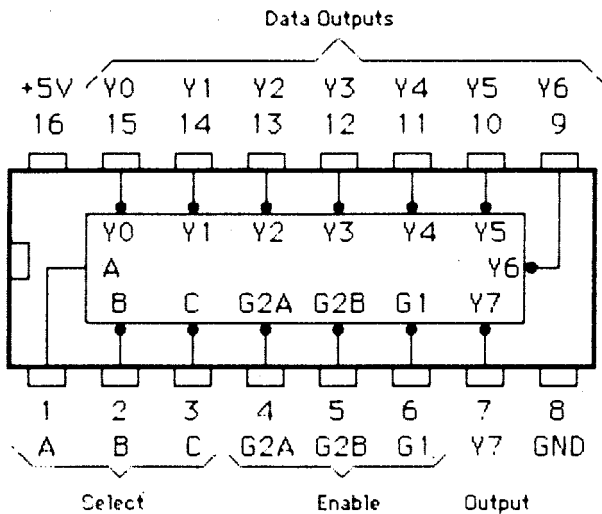 Data Outputs
+5V Y0 Y1 Y2 Y3 Y4 Y5 Y6
16 15 14 13 12 11 10 9
Y0 Y1 Y2 Y3 Y4 Y5
A Y6
B C G2A G2B G1 Y7
1 2 3 4 5 6 7 8
A B C G2A G2B G1 Y7 GND
Select Enable Output